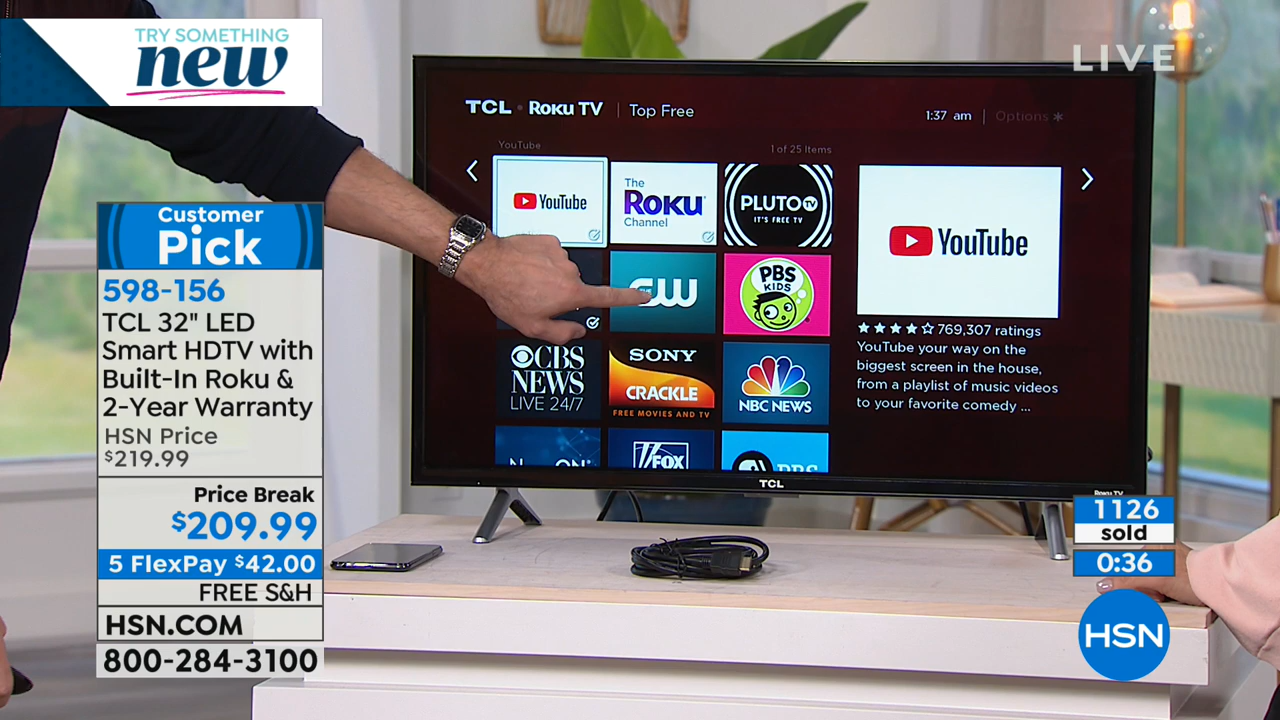 TRY SOMETHING
new
LIVE
TCL • Roku TV | Top Free
1:37 am | Options *
YouTube
1 of 25 Items
YouTube
The
Roku
Channel
PLUTO TV
IT'S FREE TV
YouTube
CW
PBS
KIDS
769,307 ratings
YouTube your way on the
biggest screen in the house,
from a playlist of music videos
to your favorite comedy ...
CBS
NEWS
LIVE 24/7
SONY
CRACKLE
FREE MOVIES AND TV
NBC NEWS
FOX
PBS
TCL
Roku TV
Customer
Pick
598-156
TCL 32" LED
Smart HDTV with
Built-In Roku &
2-Year Warranty
HSN Price
$219.99
Price Break
$209.99
5 FlexPay $42.00
FREE S&H
HSN.COM
800-284-3100
1126
sold
0:36
HSN